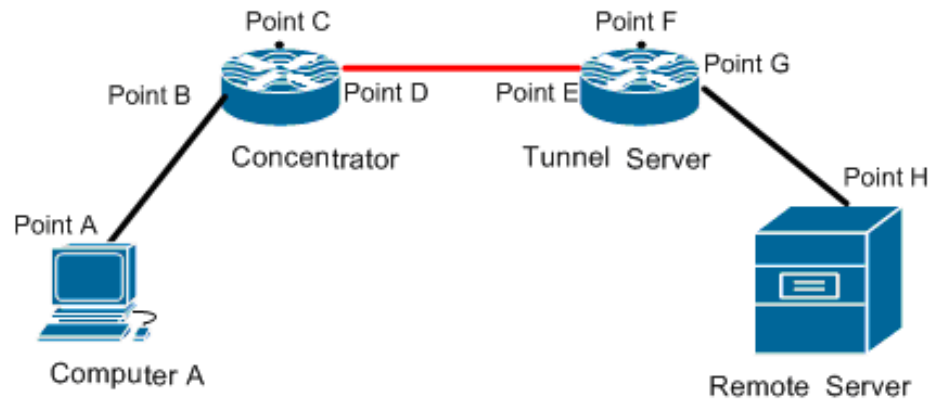 Point C
Point F
Point B
Point D
Point E
Point G
Concentrator
Tunnel Server
Point H
Point A
Computer A
Remote Server